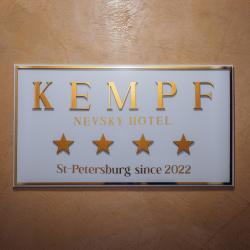 KEMPF
NEVSKY HOTEL
St-Petersburg since 2022